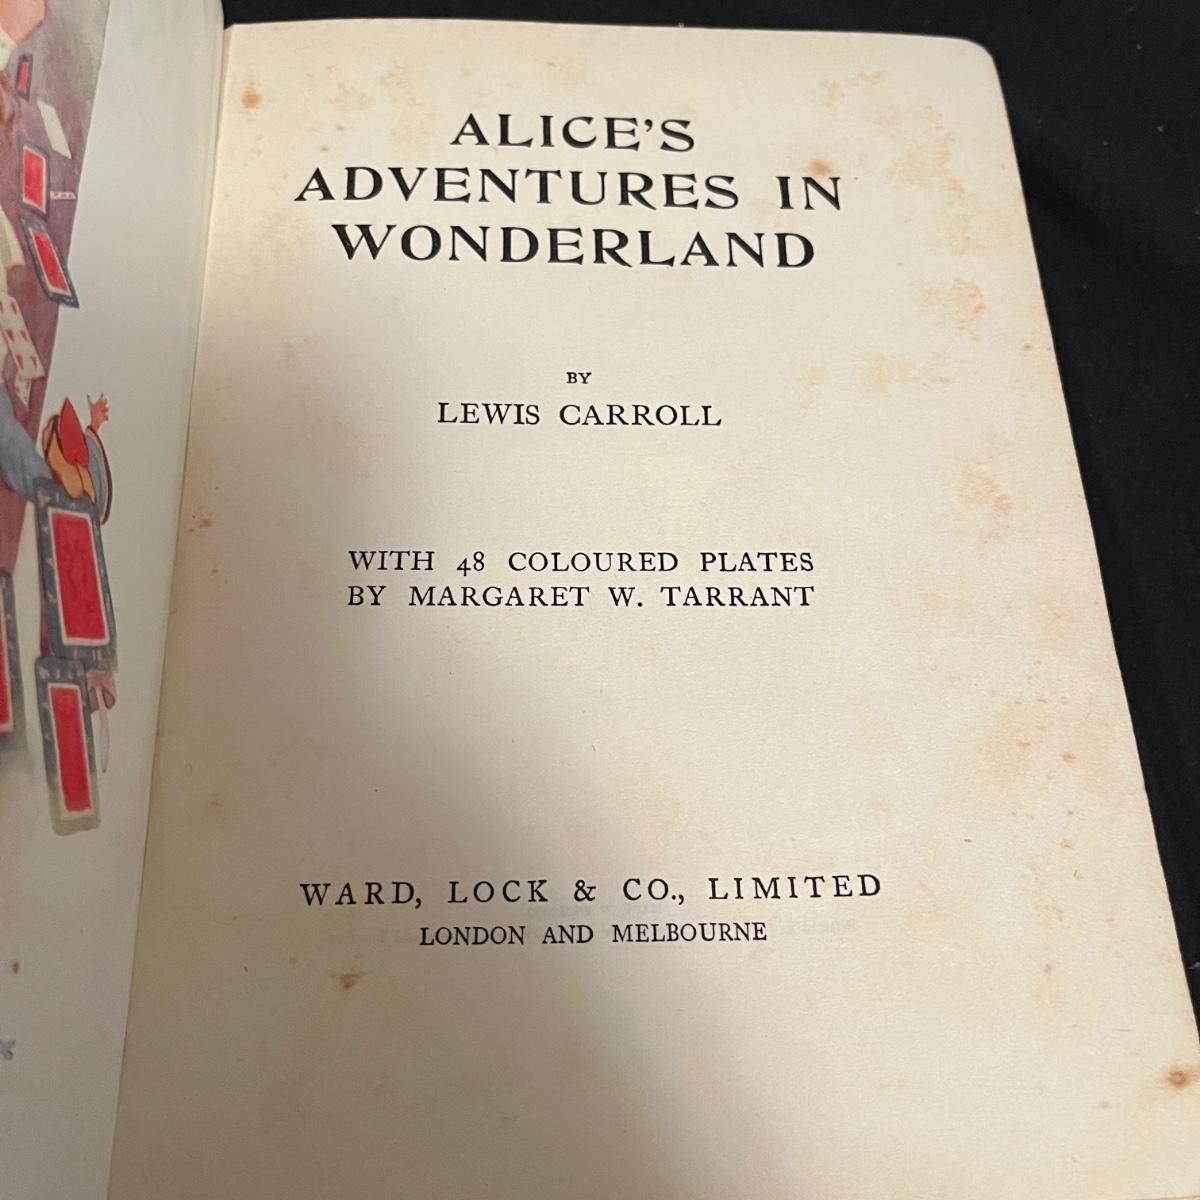 ALICE'S
ADVENTURES IN
WONDERLAND
BY
LEWIS CARROLL
WITH 48 COLOURED PLATES
BY MARGARET W. TARRANT
WARD, LOCK & CO., LIMITED
LONDON AND MELBOURNE